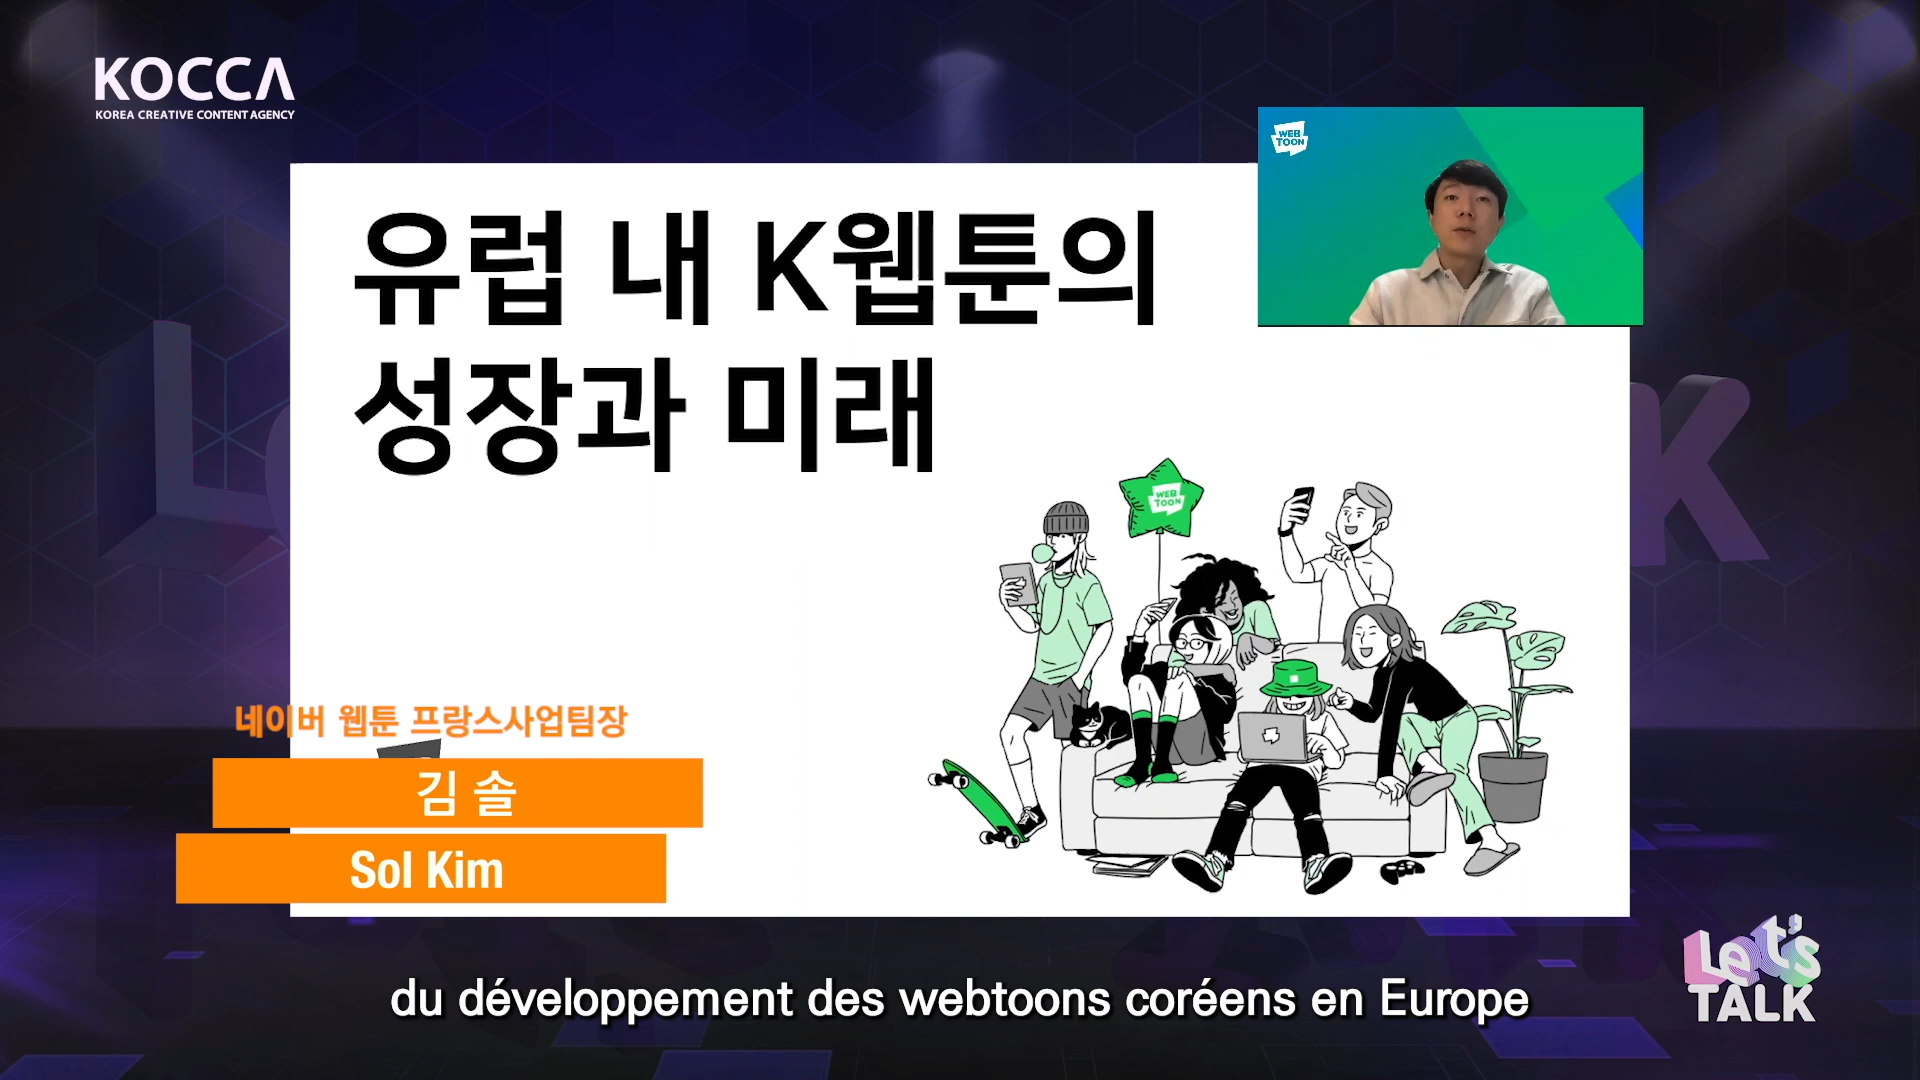 KOCCA
KOREA CREATIVE CONTENT AGENCY
WEB
TOON
유럽 내 K웹툰의
성장과 미래
WEB
TOON
네이버 웹툰 프랑스사업팀장
김 솔
Sol Kim
du développement des webtoons coréens en Europe
Let's
TALK